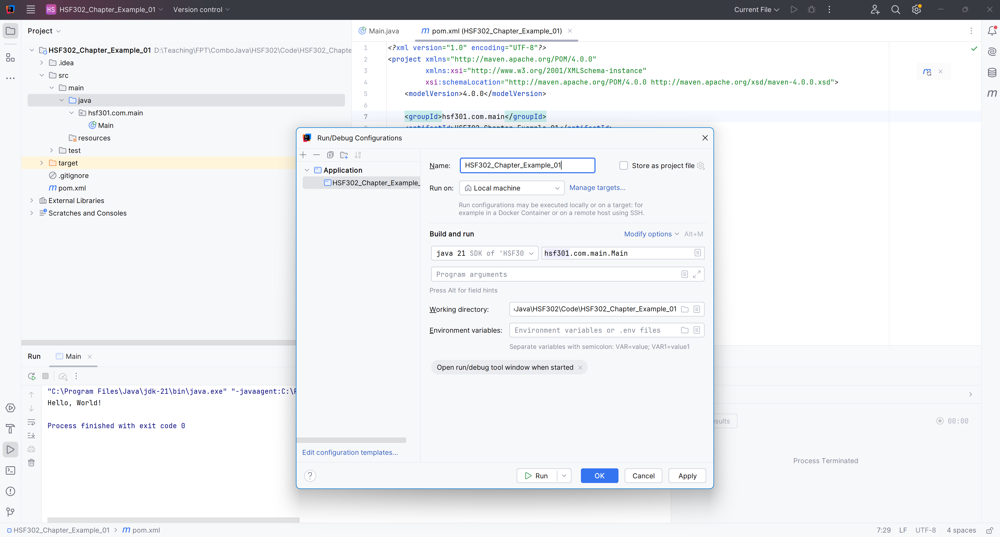 HS HSF302_Chapter_Example_01 Version control Current File
Project
HSF302_Chapter_Example_01 D:\Teaching\FPT\ComboJava\HSF302\Code\HSF302_Chapte
.idea
src
main
java
hsf301.com.main
Main
resources
test
target
.gitignore
pom.xml
External Libraries
Scratches and Consoles
Main.java pom.xml (HSF302_Chapter_Example_01)
1 <?xml version="1.0" encoding="UTF-8"?>
2 <project xmlns="http://maven.apache.org/POM/4.0.0"
3 xmlns:xsi="http://www.w3.org/2001/XMLSchema-instance"
4 xsi:schemaLocation="http://maven.apache.org/POM/4.0.0 http://maven.apache.org/xsd/maven-4.0.0.xsd">
5 <modelVersion>4.0.0</modelVersion>
6
7 <groupId>hsf301.com.main</groupId>
Run/Debug Configurations
Application
HSF302_Chapter_Example_
Edit configuration templates...
Name: HSF302_Chapter_Example_01 Store as project file
Run on: Local machine Manage targets...
Run configurations may be executed locally or on a target: for
example in a Docker Container or on a remote host using SSH.
Build and run Modify options Alt+M
java 21 SDK of 'HSF30 hsf301.com.main.Main
Program arguments
Press Alt for field hints
Working directory: Java\HSF302\Code\HSF302_Chapter_Example_01
Environment variables: Environment variables or .env files
Separate variables with semicolon: VAR=value; VAR1=value1
Open run/debug tool window when started
? Run OK Cancel Apply
Run Main
"C:\Program Files\Java\jdk-21\bin\java.exe" "-javaagent:C:\
Hello, World!
Process finished with exit code 0
sults 00:00
Process Terminated
HSF302_Chapter_Example_01 > pom.xml 7:29 LF UTF-8 4 spaces